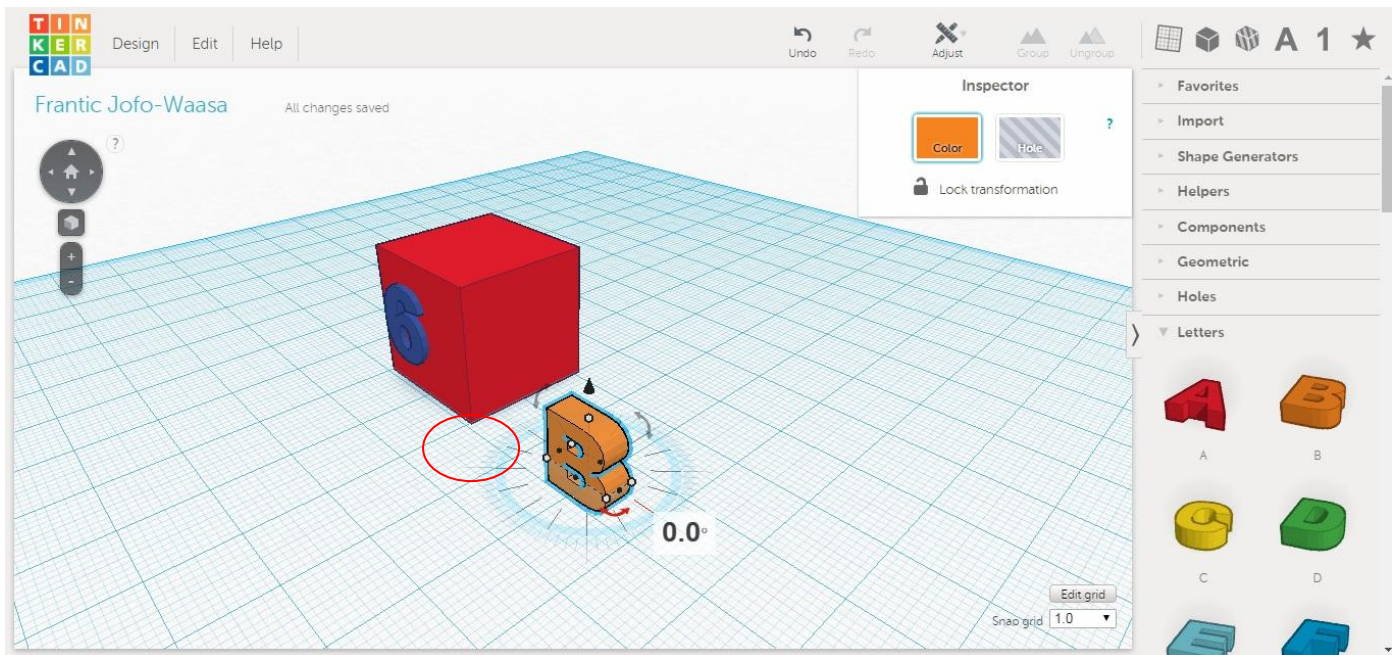 TIN
KER
CAD
Design Edit Help
Undo Redo Adjust Group Ungroup
A 1
Frantic Jofo-Waasa All changes saved
?
+
-
6
B
0.0°
Inspector
Color Hole
?
Lock transformation
Edit grid
Snap grid 1.0
Favorites
Import
Shape Generators
Helpers
Components
Geometric
Holes
Letters
A B
A B
C D
C D
E F